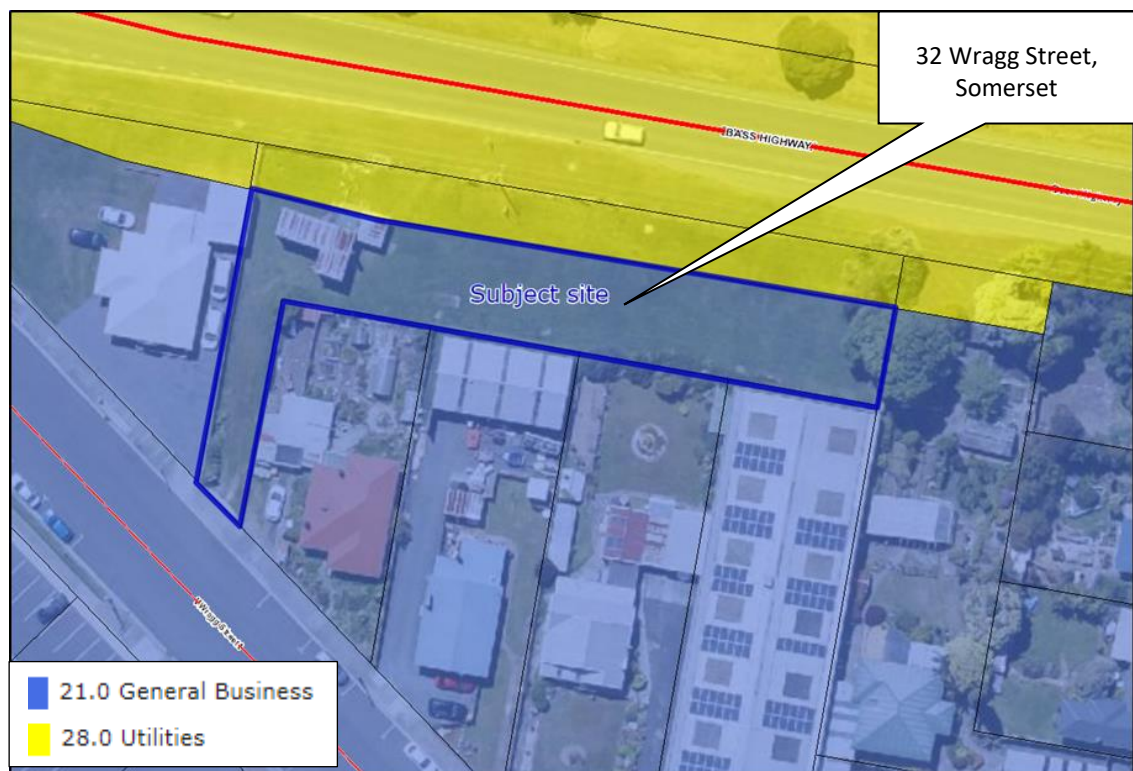 32 Wragg Street,
Somerset
BASS HIGHWAY
Subject site
Wragg Street
21.0 General Business
28.0 Utilities